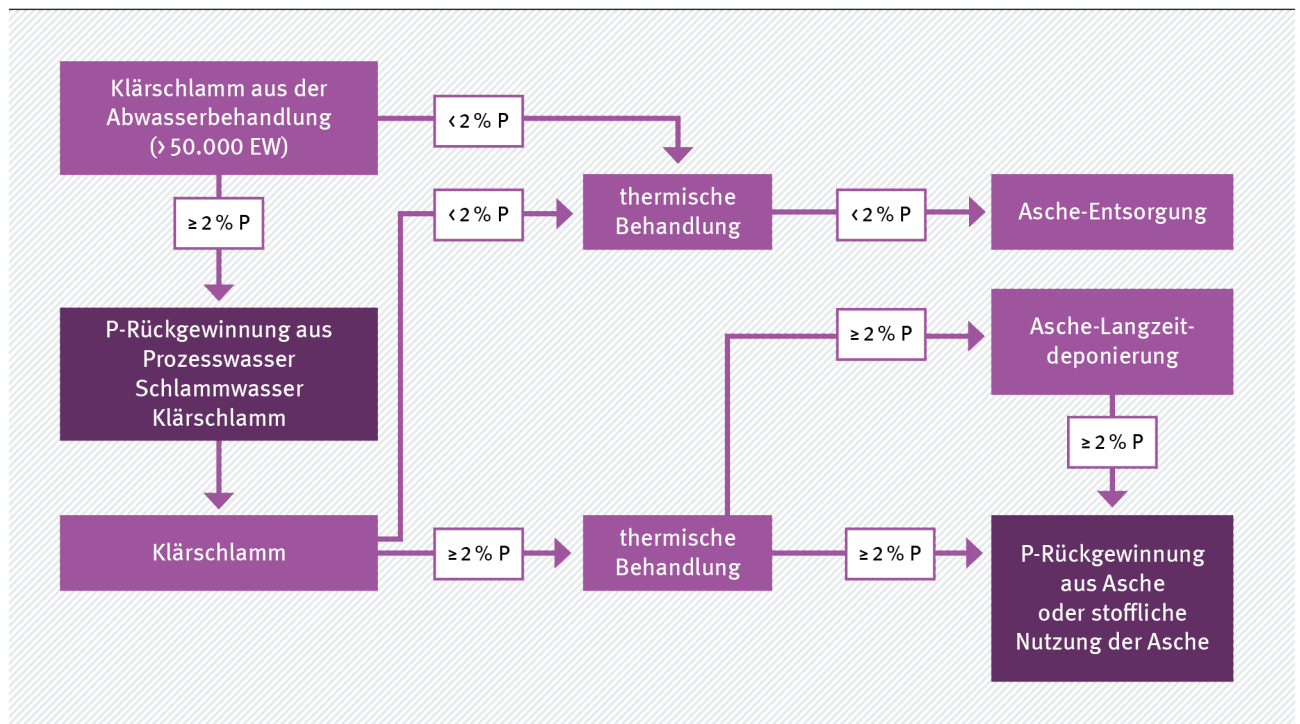 Klärschlamm aus der
Abwasserbehandlung
(> 50.000 EW)
< 2 % P
≥ 2 % P
< 2 % P
thermische
Behandlung
< 2 % P
Asche-Entsorgung
P-Rückgewinnung aus
Prozesswasser
Schlammwasser
Klärschlamm
≥ 2 % P
Asche-Langzeit-
deponierung
≥ 2 % P
Klärschlamm
≥ 2 % P
thermische
Behandlung
≥ 2 % P
P-Rückgewinnung
aus Asche
oder stoffliche
Nutzung der Asche